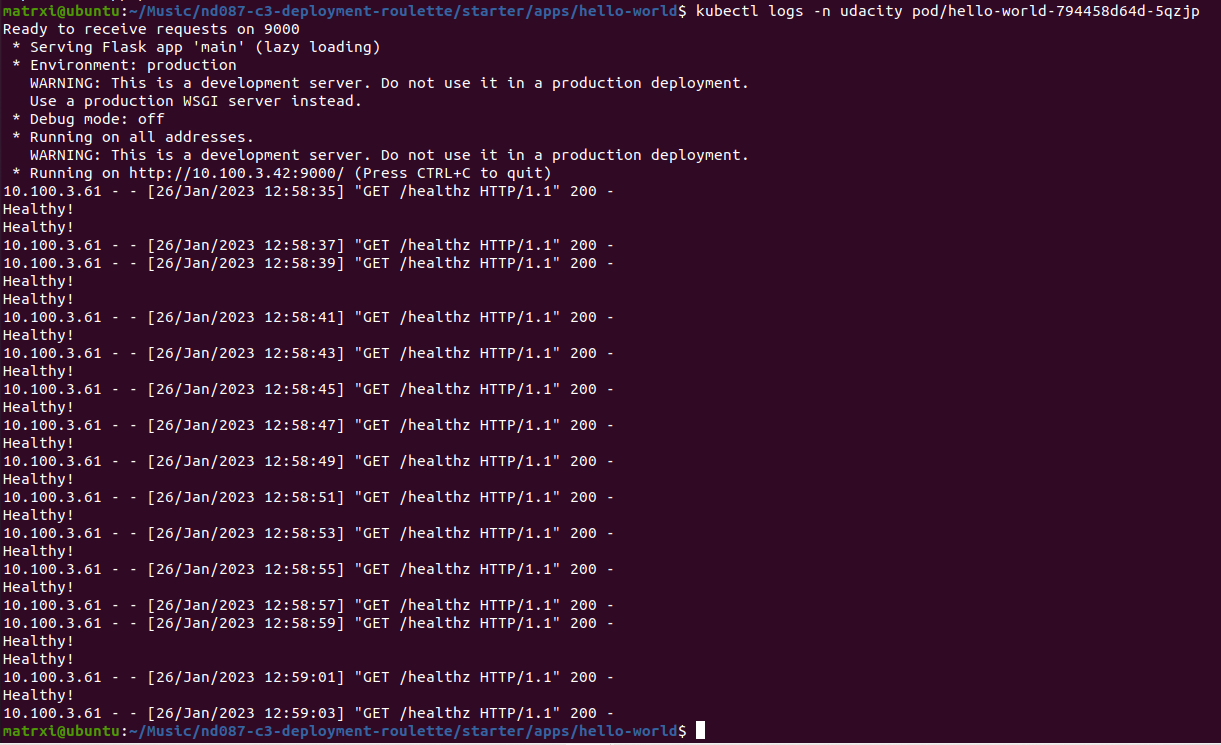 matrxi@ubuntu:~/Music/nd087-c3-deployment-roulette/starter/apps/hello-world$ kubectl logs -n udacity pod/hello-world-794458d64d-5qzjp
Ready to receive requests on 9000
 * Serving Flask app 'main' (lazy loading)
 * Environment: production
   WARNING: This is a development server. Do not use it in a production deployment.
   Use a production WSGI server instead.
 * Debug mode: off
 * Running on all addresses.
   WARNING: This is a development server. Do not use it in a production deployment.
 * Running on http://10.100.3.42:9000/ (Press CTRL+C to quit)
10.100.3.61 - - [26/Jan/2023 12:58:35] "GET /healthz HTTP/1.1" 200 -
Healthy!
Healthy!
10.100.3.61 - - [26/Jan/2023 12:58:37] "GET /healthz HTTP/1.1" 200 -
10.100.3.61 - - [26/Jan/2023 12:58:39] "GET /healthz HTTP/1.1" 200 -
Healthy!
Healthy!
10.100.3.61 - - [26/Jan/2023 12:58:41] "GET /healthz HTTP/1.1" 200 -
Healthy!
10.100.3.61 - - [26/Jan/2023 12:58:43] "GET /healthz HTTP/1.1" 200 -
Healthy!
10.100.3.61 - - [26/Jan/2023 12:58:45] "GET /healthz HTTP/1.1" 200 -
Healthy!
10.100.3.61 - - [26/Jan/2023 12:58:47] "GET /healthz HTTP/1.1" 200 -
Healthy!
10.100.3.61 - - [26/Jan/2023 12:58:49] "GET /healthz HTTP/1.1" 200 -
Healthy!
10.100.3.61 - - [26/Jan/2023 12:58:51] "GET /healthz HTTP/1.1" 200 -
Healthy!
10.100.3.61 - - [26/Jan/2023 12:58:53] "GET /healthz HTTP/1.1" 200 -
Healthy!
10.100.3.61 - - [26/Jan/2023 12:58:55] "GET /healthz HTTP/1.1" 200 -
Healthy!
10.100.3.61 - - [26/Jan/2023 12:58:57] "GET /healthz HTTP/1.1" 200 -
10.100.3.61 - - [26/Jan/2023 12:58:59] "GET /healthz HTTP/1.1" 200 -
Healthy!
Healthy!
10.100.3.61 - - [26/Jan/2023 12:59:01] "GET /healthz HTTP/1.1" 200 -
Healthy!
10.100.3.61 - - [26/Jan/2023 12:59:03] "GET /healthz HTTP/1.1" 200 -
matrxi@ubuntu:~/Music/nd087-c3-deployment-roulette/starter/apps/hello-world$